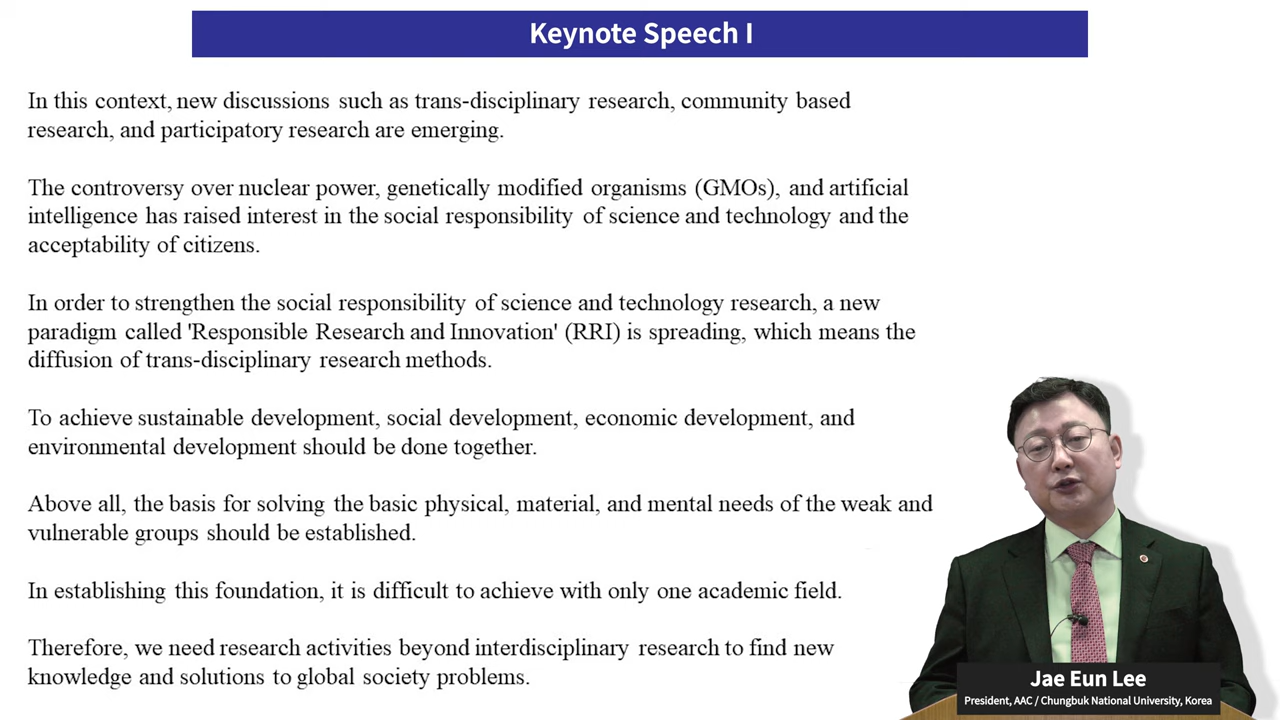 Keynote Speech I
In this context, new discussions such as trans-disciplinary research, community based
research, and participatory research are emerging.
The controversy over nuclear power, genetically modified organisms (GMOs), and artificial
intelligence has raised interest in the social responsibility of science and technology and the
acceptability of citizens.
In order to strengthen the social responsibility of science and technology research, a new
paradigm called 'Responsible Research and Innovation' (RRI) is spreading, which means the
diffusion of trans-disciplinary research methods.
To achieve sustainable development, social development, economic development, and
environmental development should be done together.
Above all, the basis for solving the basic physical, material, and mental needs of the weak and
vulnerable groups should be established.
In establishing this foundation, it is difficult to achieve with only one academic field.
Therefore, we need research activities beyond interdisciplinary research to find new
knowledge and solutions to global society problems.
Jae Eun Lee
President, AAC / Chungbuk National University, Korea